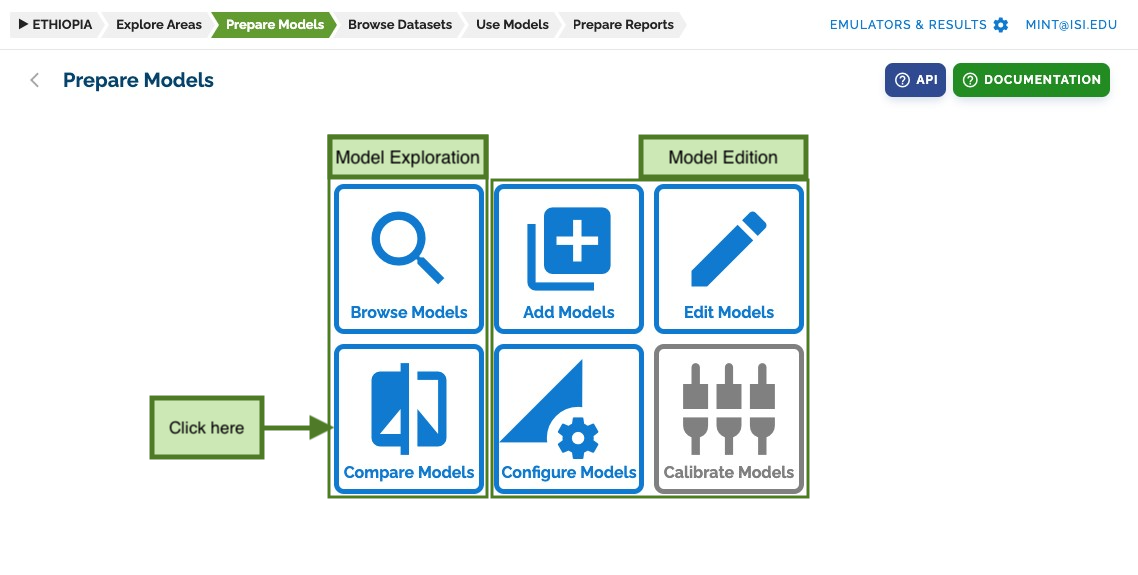 ETHIOPIA Explore Areas Prepare Models Browse Datasets Use Models Prepare Reports EMULATORS & RESULTS MINT@ISI.EDU
Prepare Models API DOCUMENTATION
Model Exploration Model Edition
Browse Models Add Models Edit Models
Click here
Compare Models Configure Models Calibrate Models